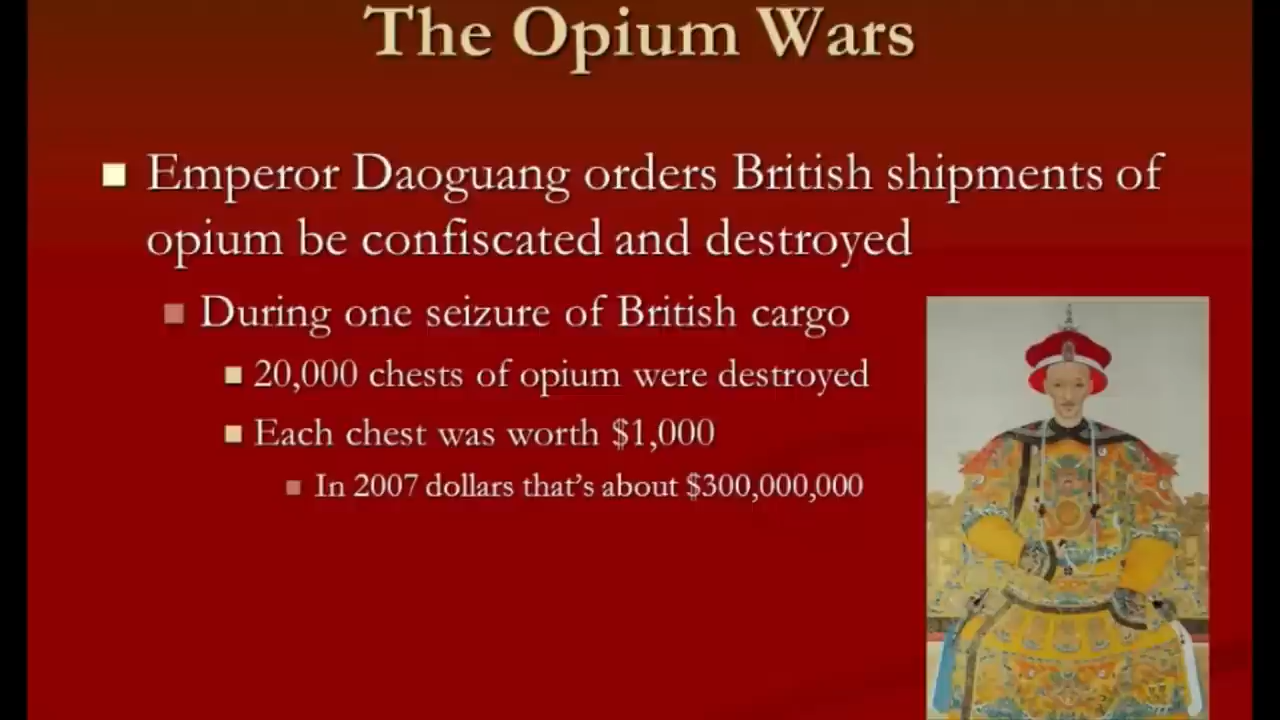 The Opium Wars
Emperor Daoguang orders British shipments of
opium be confiscated and destroyed
During one seizure of British cargo
20,000 chests of opium were destroyed
Each chest was worth $1,000
In 2007 dollars that's about $300,000,000